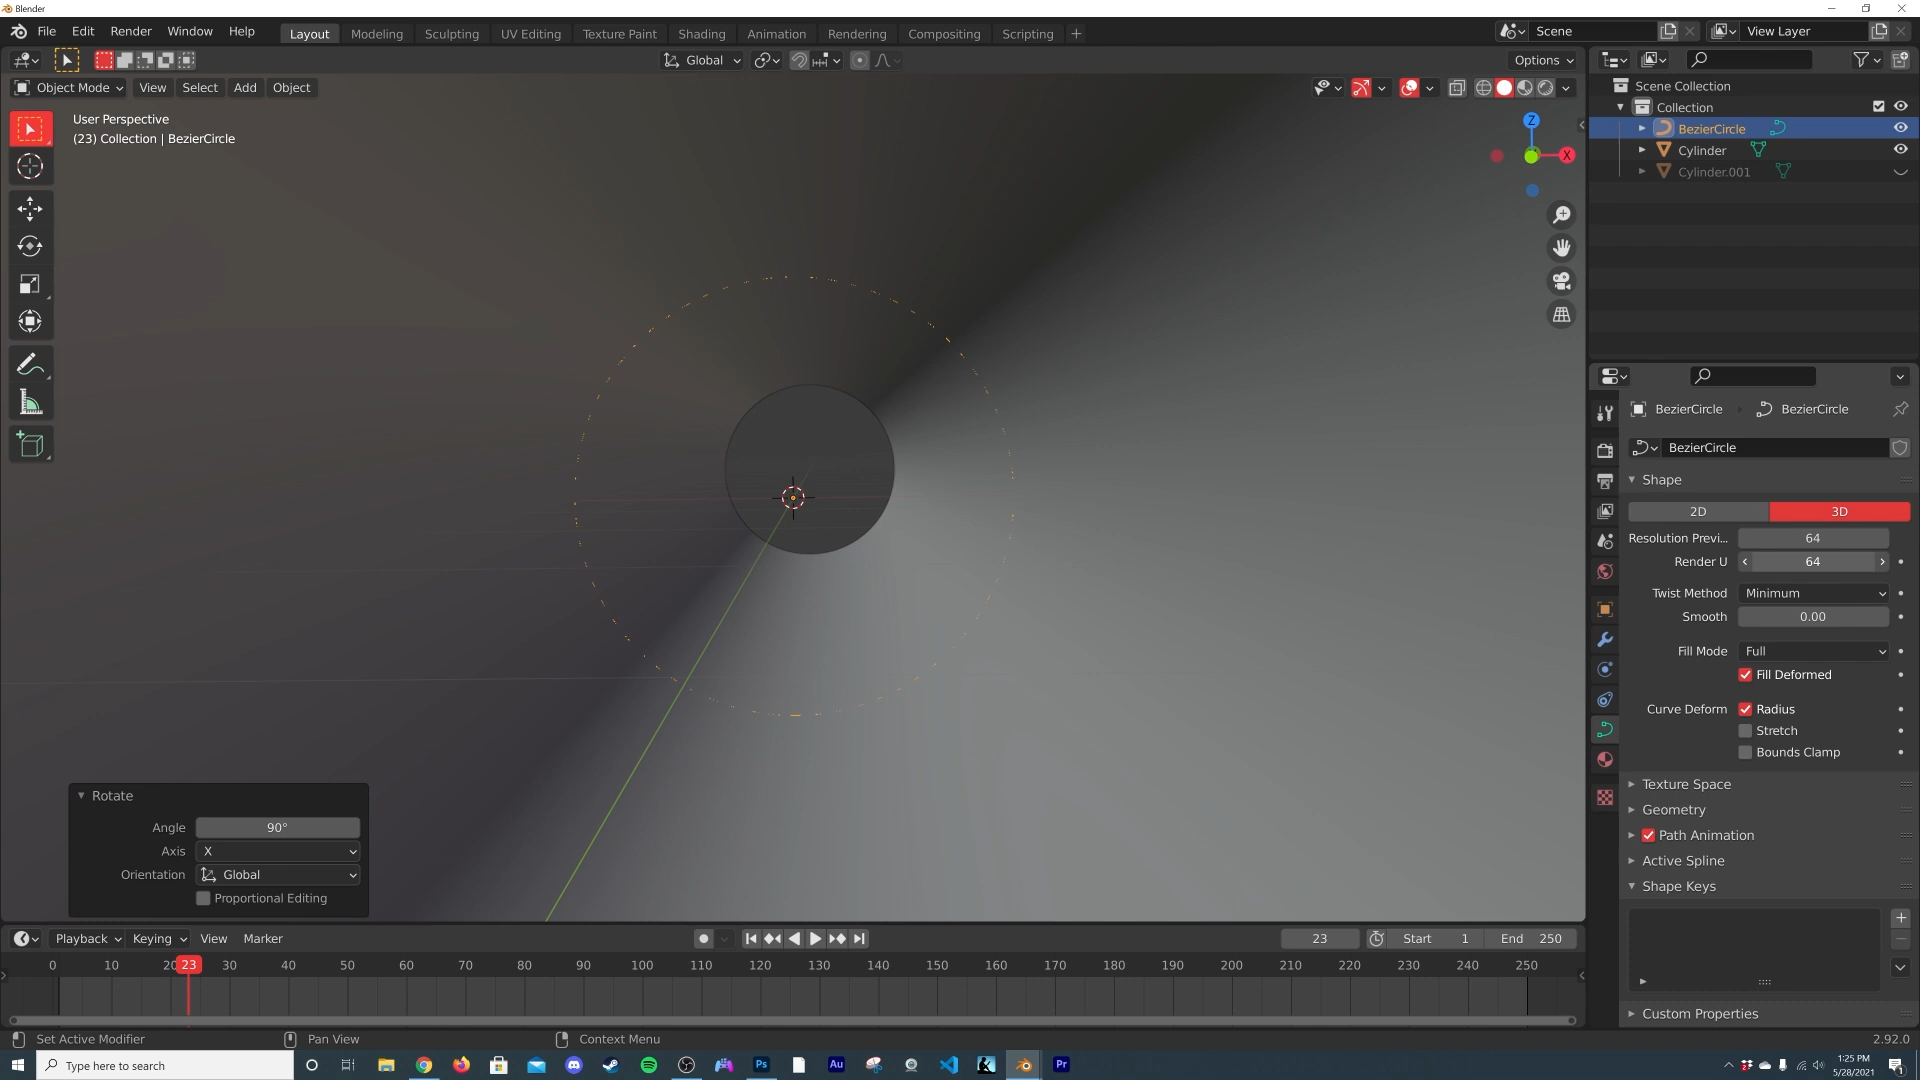 Blender
File Edit Render Window Help
Layout Modeling Sculpting UV Editing Texture Paint Shading Animation Rendering Compositing Scripting +
Scene
View Layer
Global
Options
Object Mode View Select Add Object
User Perspective
(23) Collection | BezierCircle
Z
X
Scene Collection
Collection
BezierCircle
Cylinder
Cylinder.001
BezierCircle BezierCircle
BezierCircle
Shape
2D 3D
Resolution Previ... 64
Render U 64
Twist Method Minimum
Smooth 0.00
Fill Mode Full
Fill Deformed
Curve Deform Radius
Stretch
Bounds Clamp
Texture Space
Geometry
Path Animation
Active Spline
Shape Keys
Custom Properties
Rotate
Angle 90°
Axis X
Orientation Global
Proportional Editing
Playback Keying View Marker
23 Start 1 End 250
0 10 20 23 30 40 50 60 70 80 90 100 110 120 130 140 150 160 170 180 190 200 210 220 230 240 250
Set Active Modifier Pan View Context Menu 2.92.0
Type here to search
Ps
Au
Pr
1:25 PM
5/28/2021